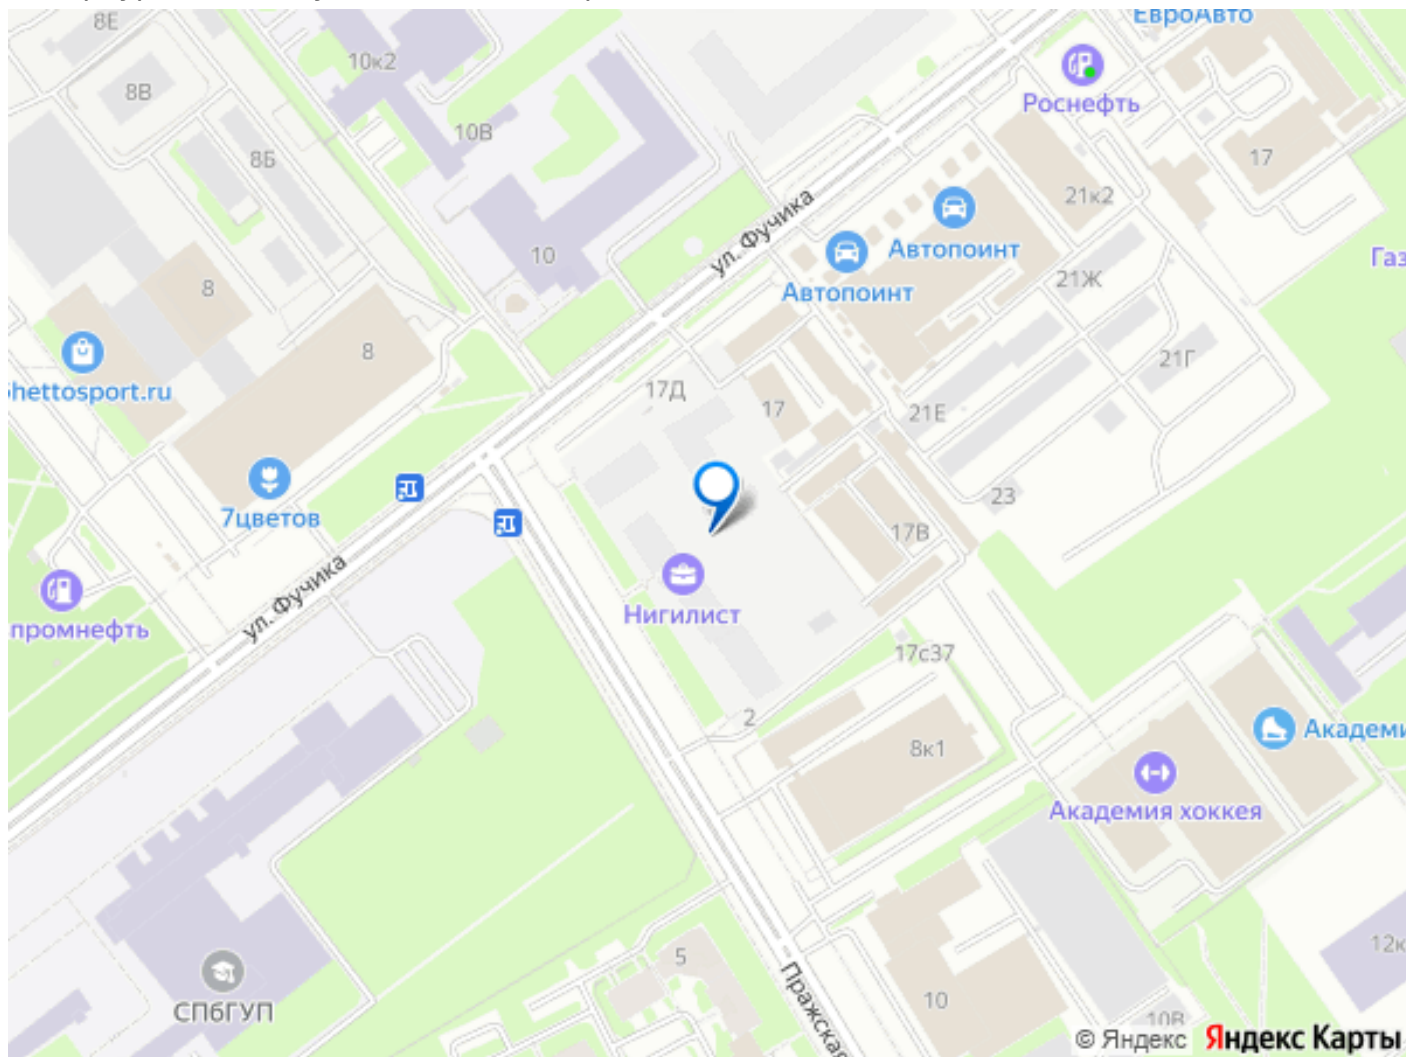 8Е
ЕвроАвто
10к2
Роснефть
8В
10В
8Б
17
21к2
ул. Фучика
Автопоинт
10
Газ
Автопоинт
21Ж
8
8
21Г
hettosport.ru
17Д
17
21Е
23
7цветов
17В
ул. Фучика
Нигилист
промнефть
17с37
2
Академи
8к1
Академия хоккея
12к
5
СПбГУП
Пражская
10
10В
© Яндекс Яндекс Карты